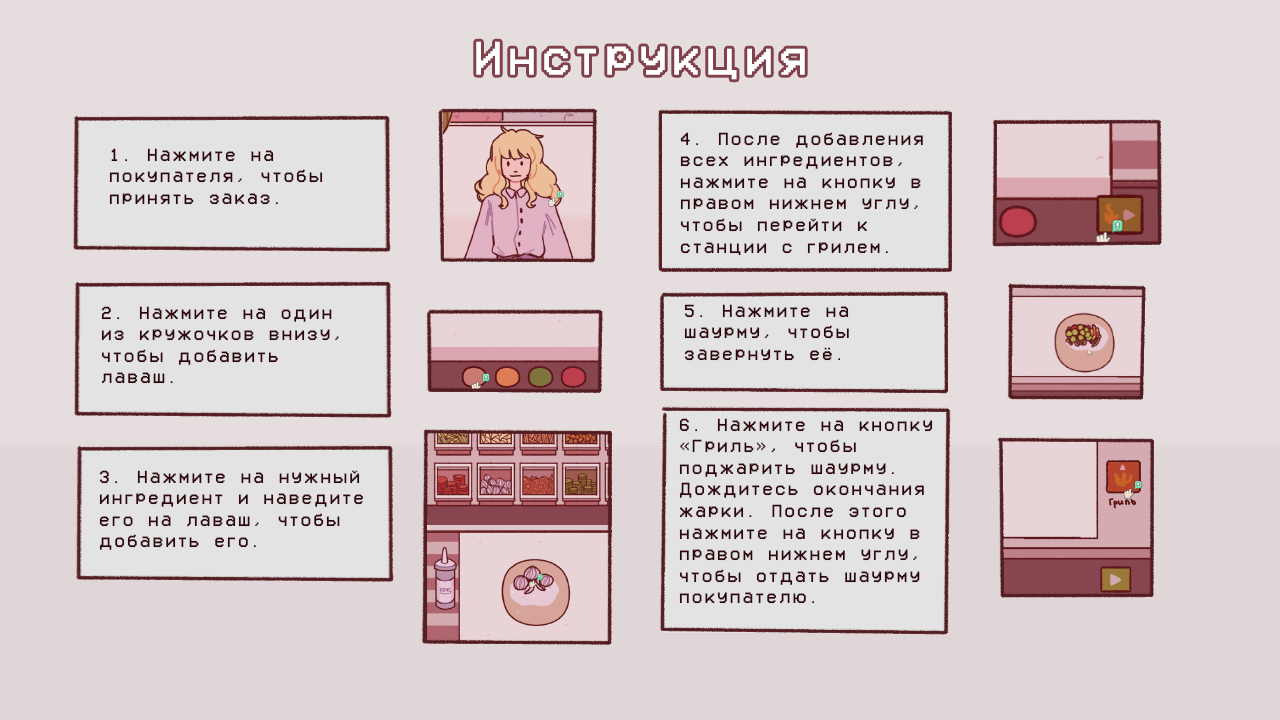 Инструкция
1. Нажмите на
покупателя, чтобы
принять заказ.
2. Нажмите на один
из кружочков внизу,
чтобы добавить
лаваш.
3. Нажмите на нужный
ингредиент и наведите
его на лаваш, чтобы
добавить его.
4. После добавления
всех ингредиентов,
нажмите на кнопку в
правом нижнем углу,
чтобы перейти к
станции с грилем.
5. Нажмите на
шаурму, чтобы
завернуть её.
6. Нажмите на кнопку
«Гриль», чтобы
поджарить шаурму.
Дождитесь окончания
жарки. После этого
нажмите на кнопку в
правом нижнем углу,
чтобы отдать шаурму
покупателю.
Гриль